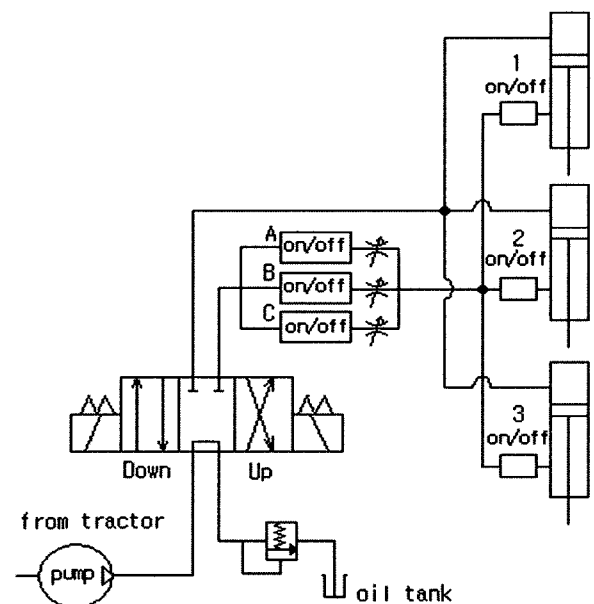 1
on/off
A
on/off
B
on/off
C
on/off
2
on/off
3
on/off
Down
Up
from tractor
pump
oil tank